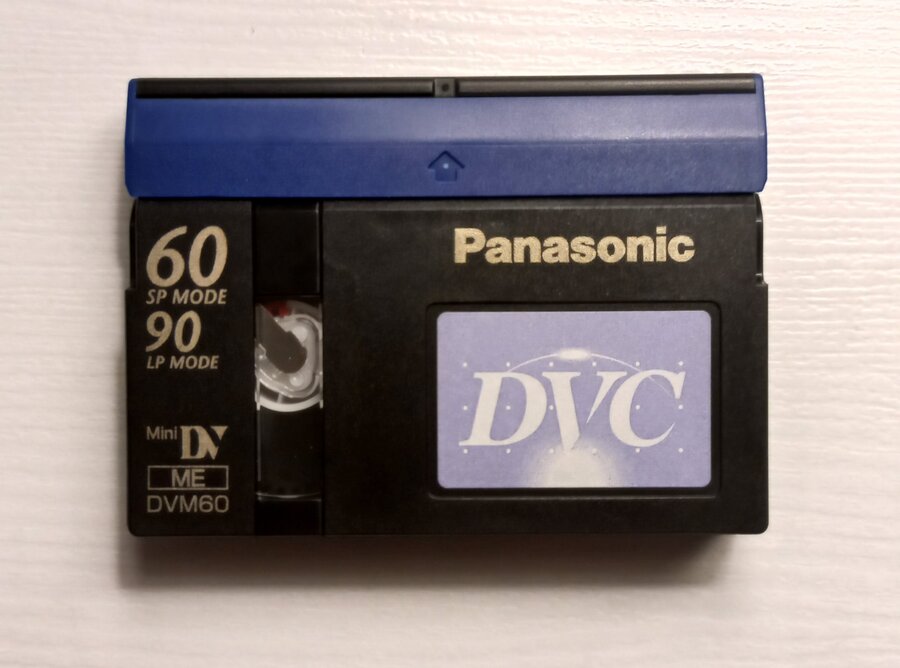 60
SP MODE
90
LP MODE
Mini DV
ME
DVM60
Panasonic
DVC